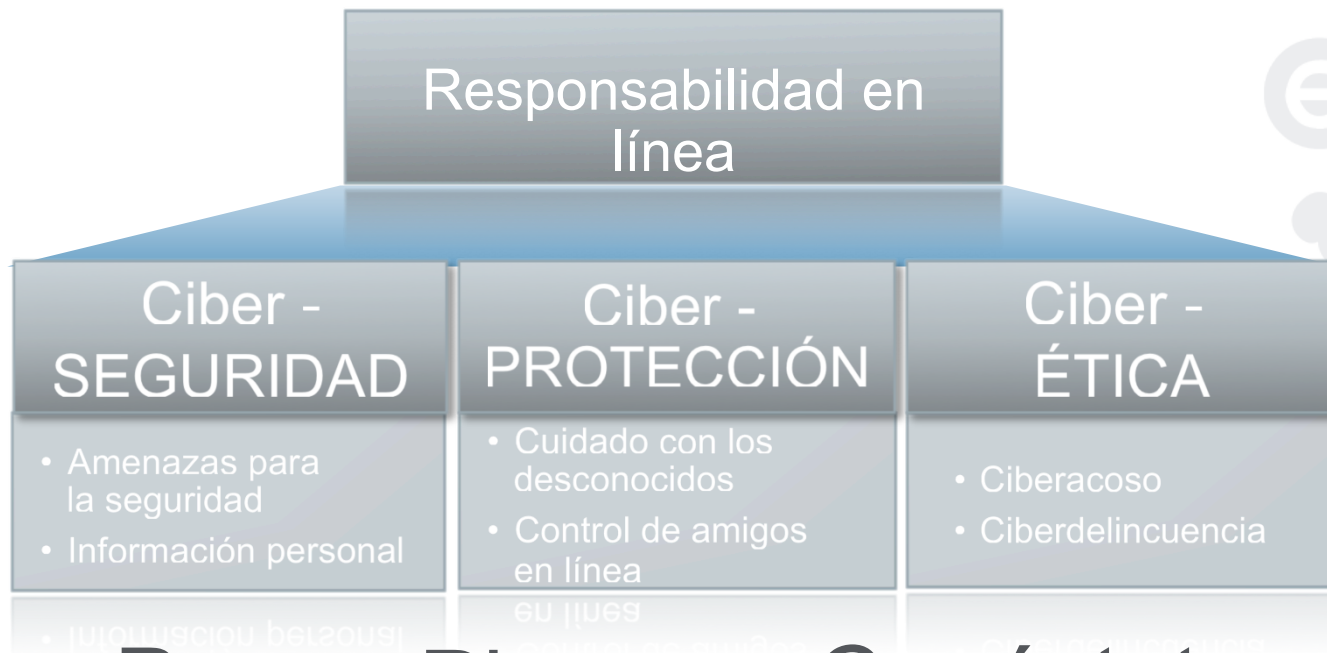 Responsabilidad en
línea
Ciber -
SEGURIDAD
• Amenazas para
la seguridad
• Información personal
Ciber -
PROTECCIÓN
• Cuidado con los
desconocidos
• Control de amigos
en línea
Ciber -
ÉTICA
• Ciberacoso
• Ciberdelincuencia